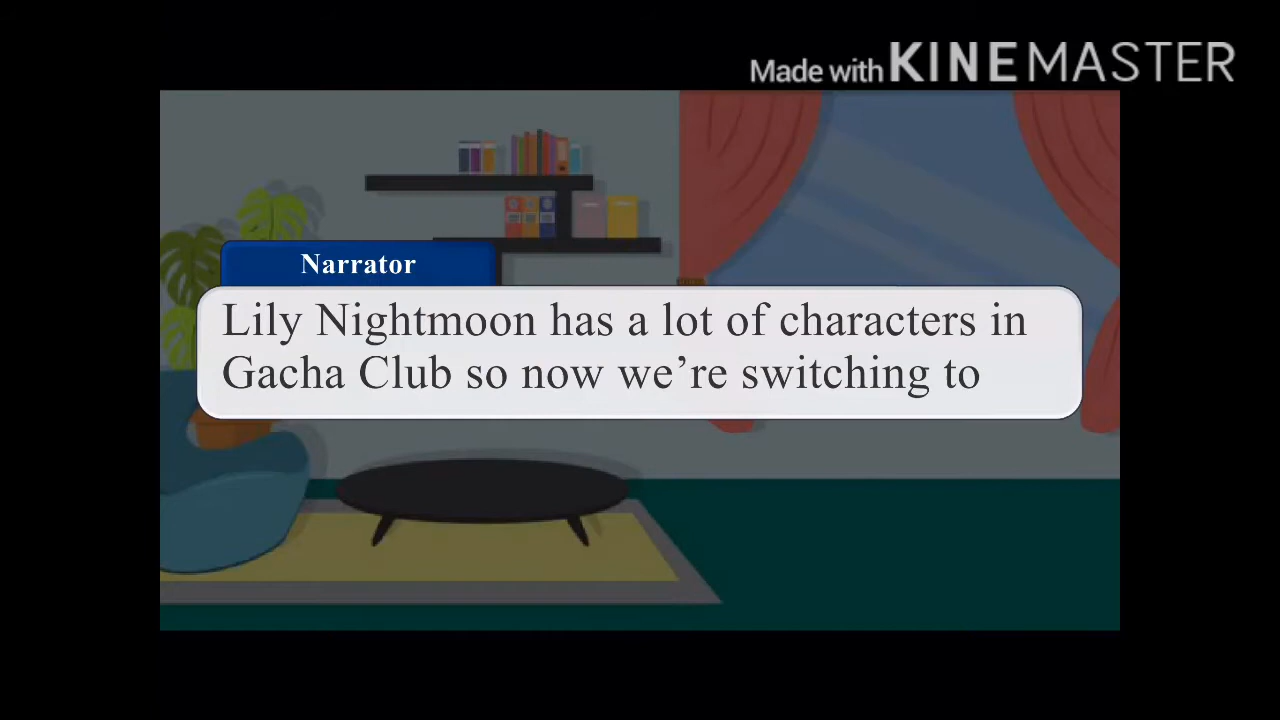 Made with KINEMASTER
Narrator
Lily Nightmoon has a lot of characters in
Gacha Club so now we’re switching to